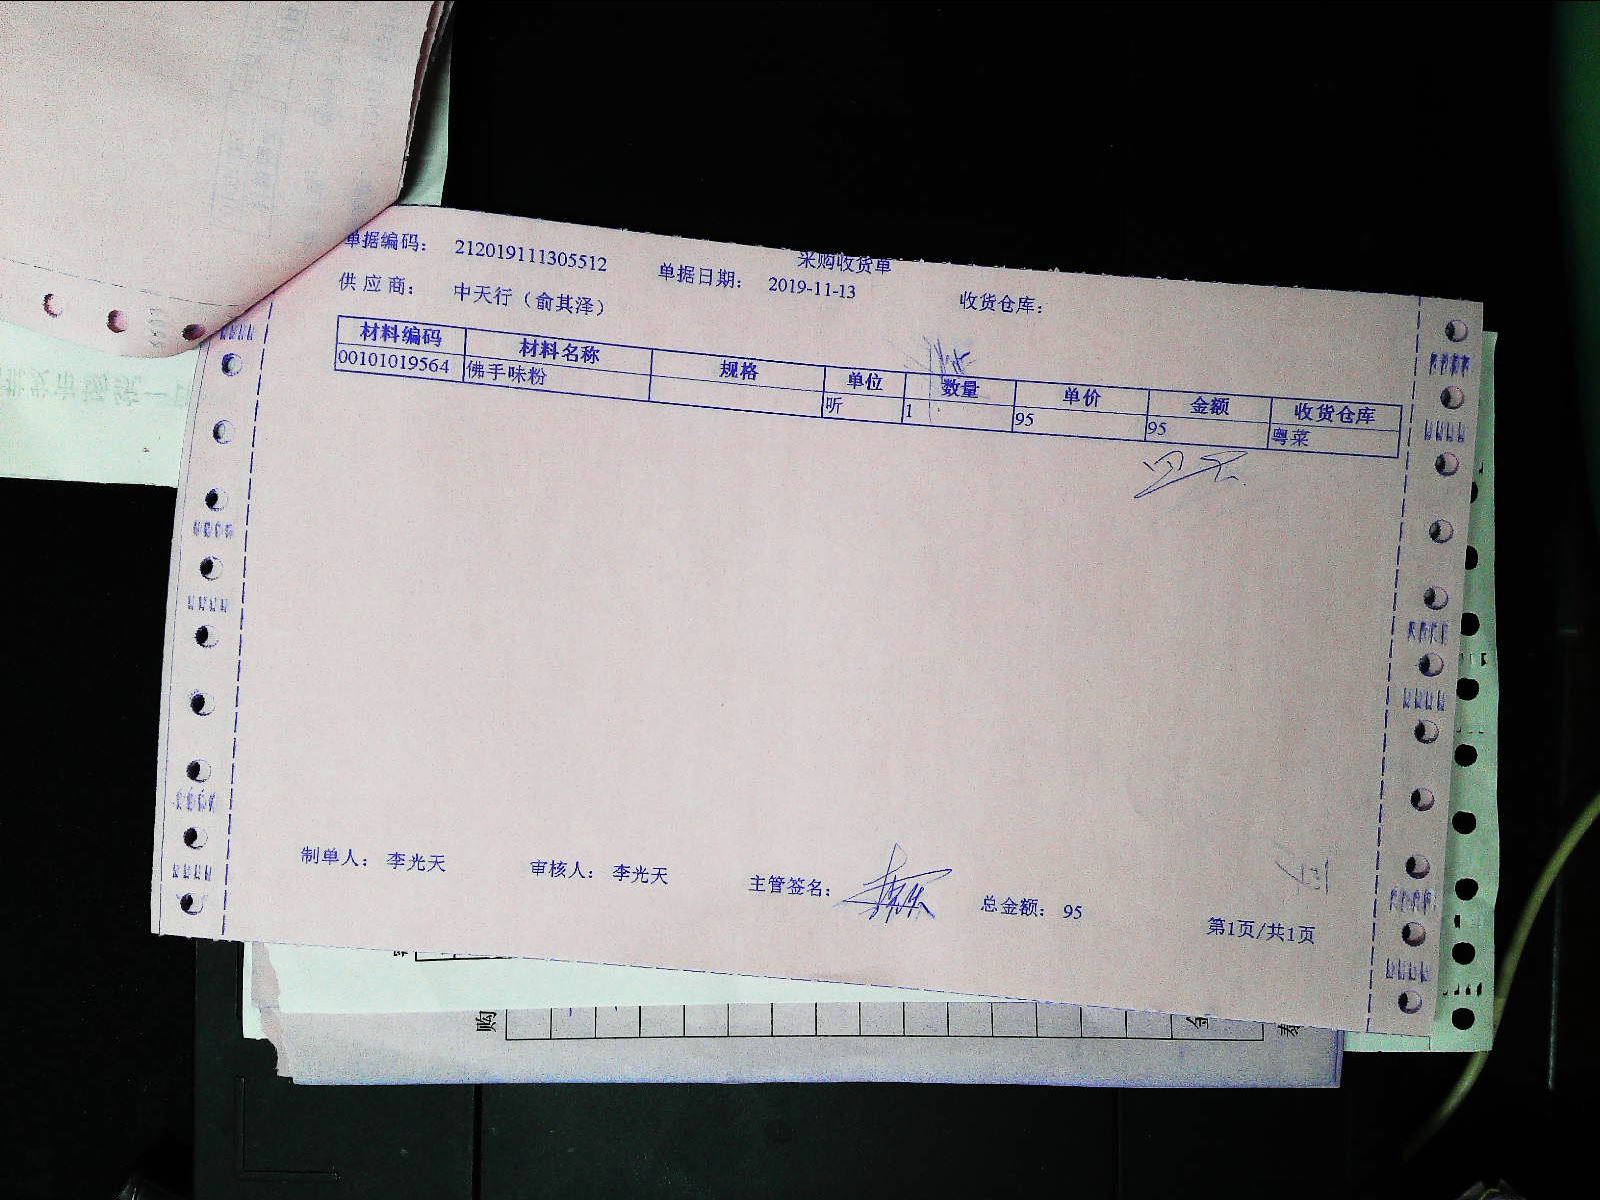 采购收货单
单据编码： 212019111305512 单据日期： 2019-11-13 收货仓库：
供应商： 中天行（俞其泽）
材料编码 材料名称 规格 单位 数量 单价 金额 收货仓库
00101019564 佛手味粉 听 1 95 95 粤菜
制单人： 李光天 审核人： 李光天 主管签名： 总金额： 95
第1页/共1页
购